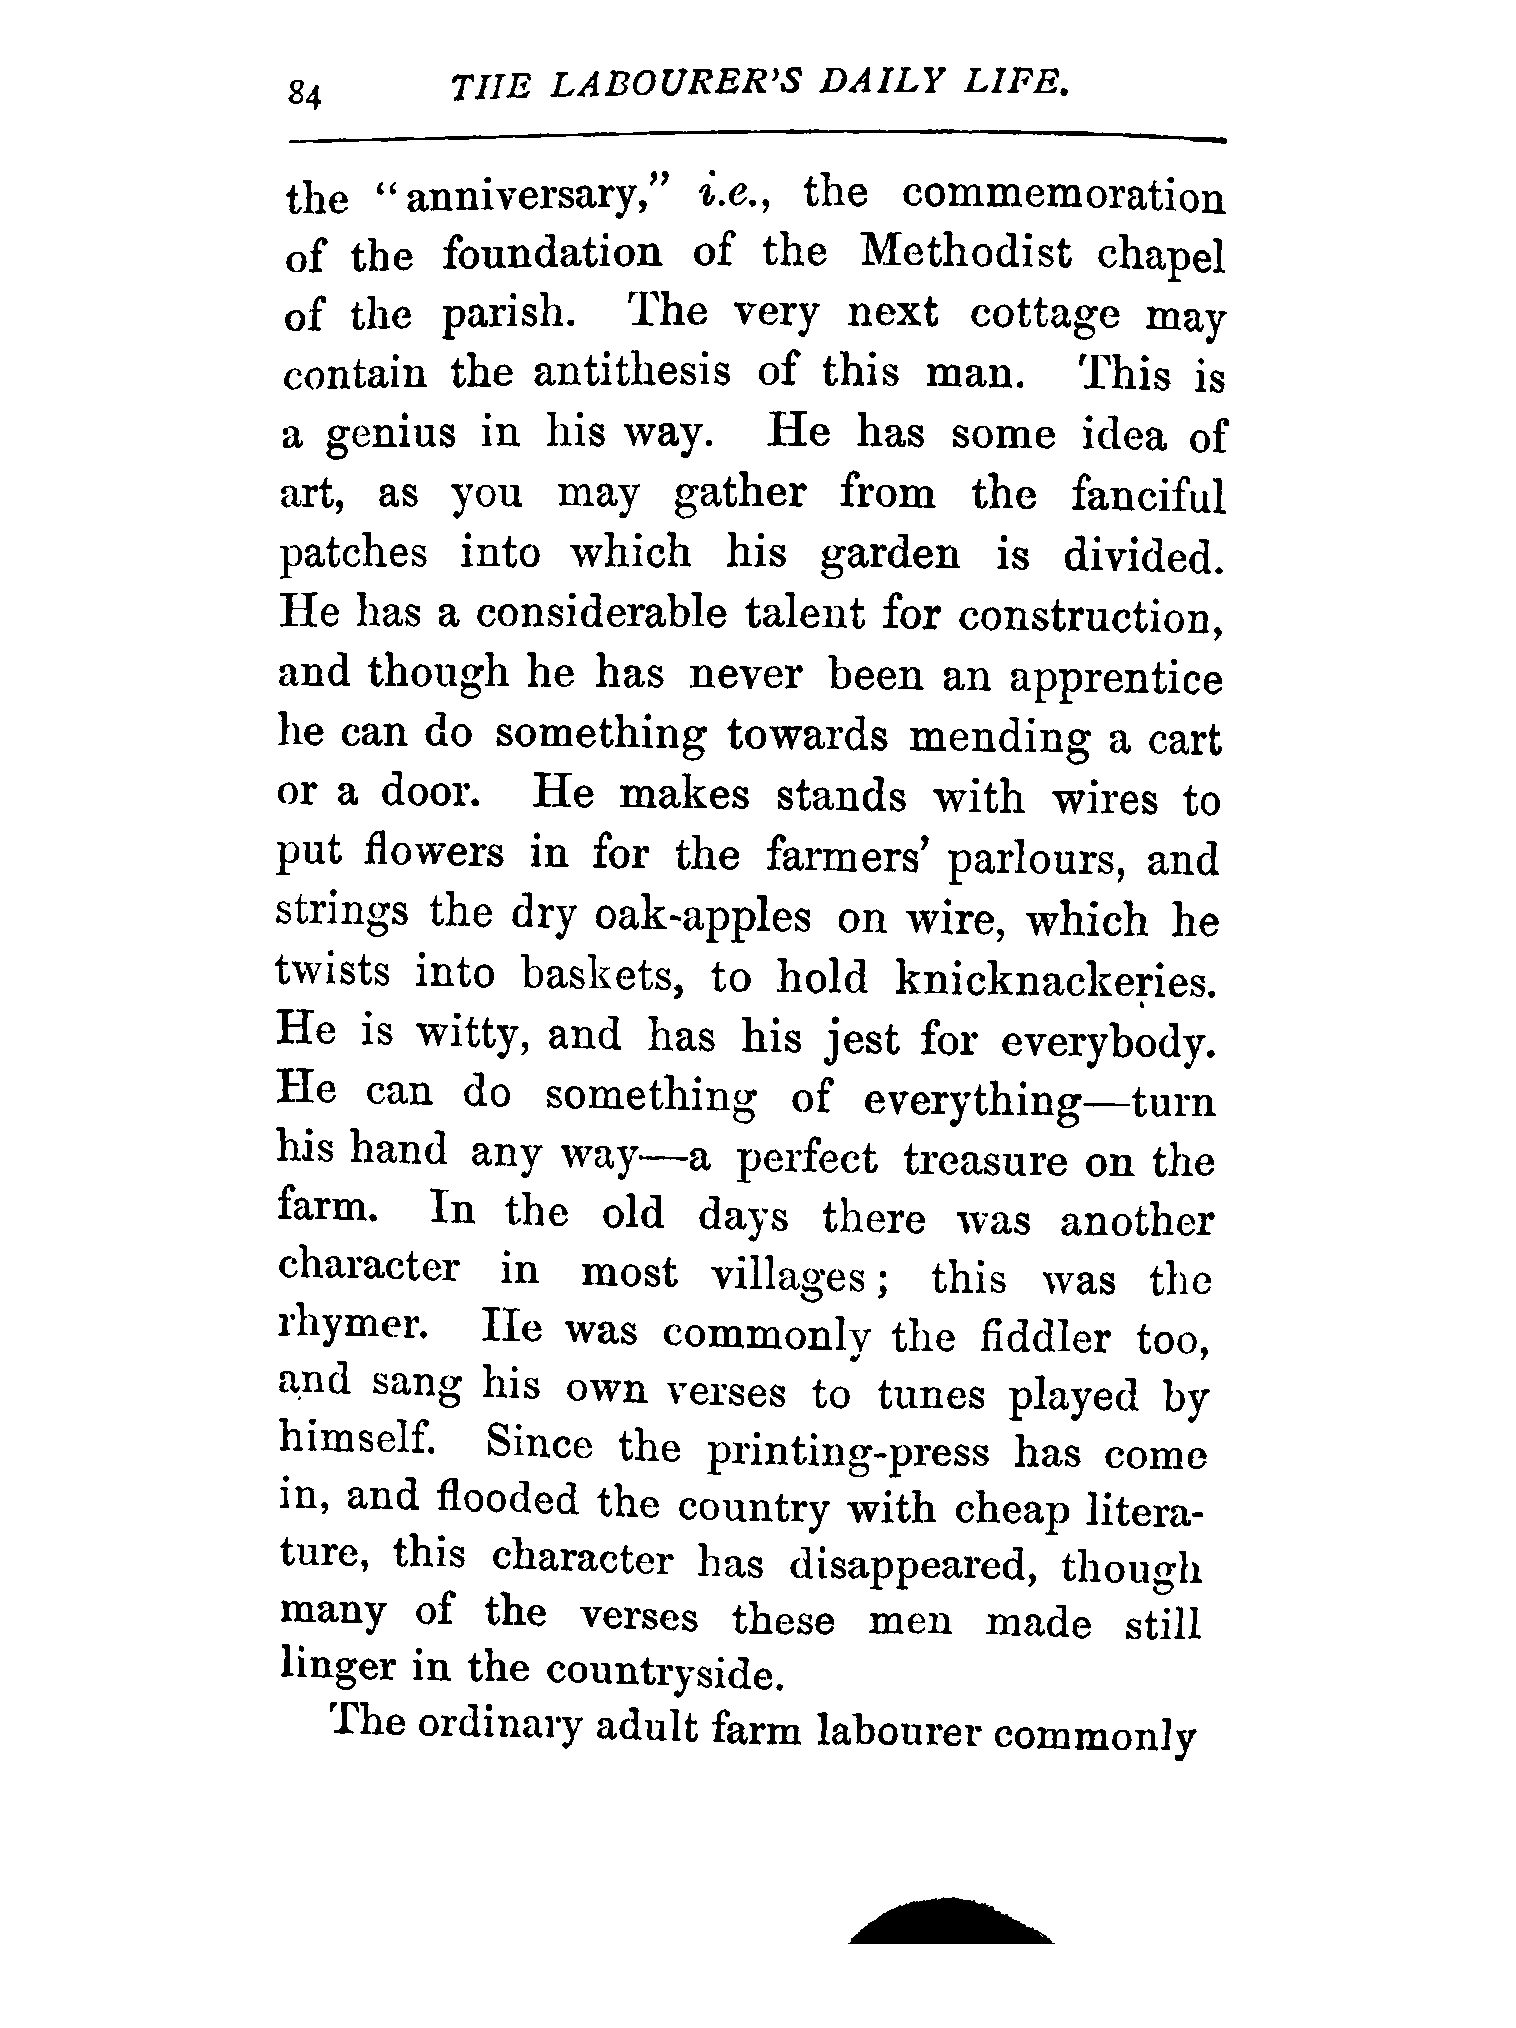 84 THE LABOURER'S DAILY LIFE.
the "anniversary," i.e., the commemoration
of the foundation of the Methodist chapel
of the parish. The very next cottage may
contain the antithesis of this man. This is
a genius in his way. He has some idea of
art, as you may gather from the fanciful
patches into which his garden is divided.
He has a considerable talent for construction,
and though he has never been an apprentice
he can do something towards mending a cart
or a door. He makes stands with wires to
put flowers in for the farmers' parlours, and
strings the dry oak-apples on wire, which he
twists into baskets, to hold knicknackeries.
He is witty, and has his jest for everybody.
He can do something of everything—turn
his hand any way—a perfect treasure on the
farm. In the old days there was another
character in most villages; this was the
rhymer. He was commonly the fiddler too,
and sang his own verses to tunes played by
himself. Since the printing-press has come
in, and flooded the country with cheap litera-
ture, this character has disappeared, though
many of the verses these men made still
linger in the countryside.
The ordinary adult farm labourer commonly